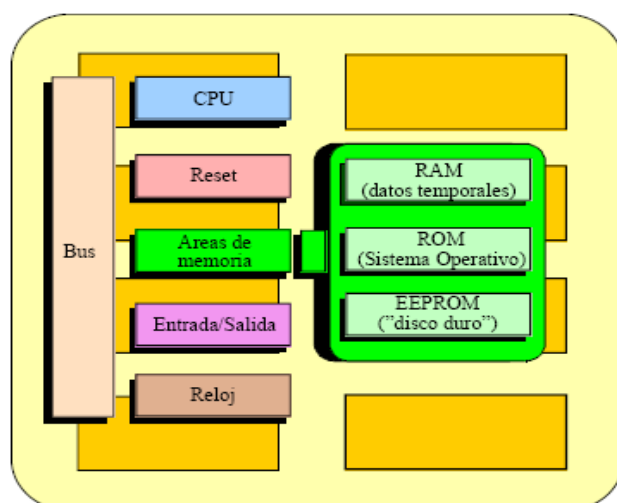 CPU
Reset
Bus
Areas de
memoria
Entrada/Salida
Reloj
RAM
(datos temporales)
ROM
(Sistema Operativo)
EEPROM
(”disco duro”)